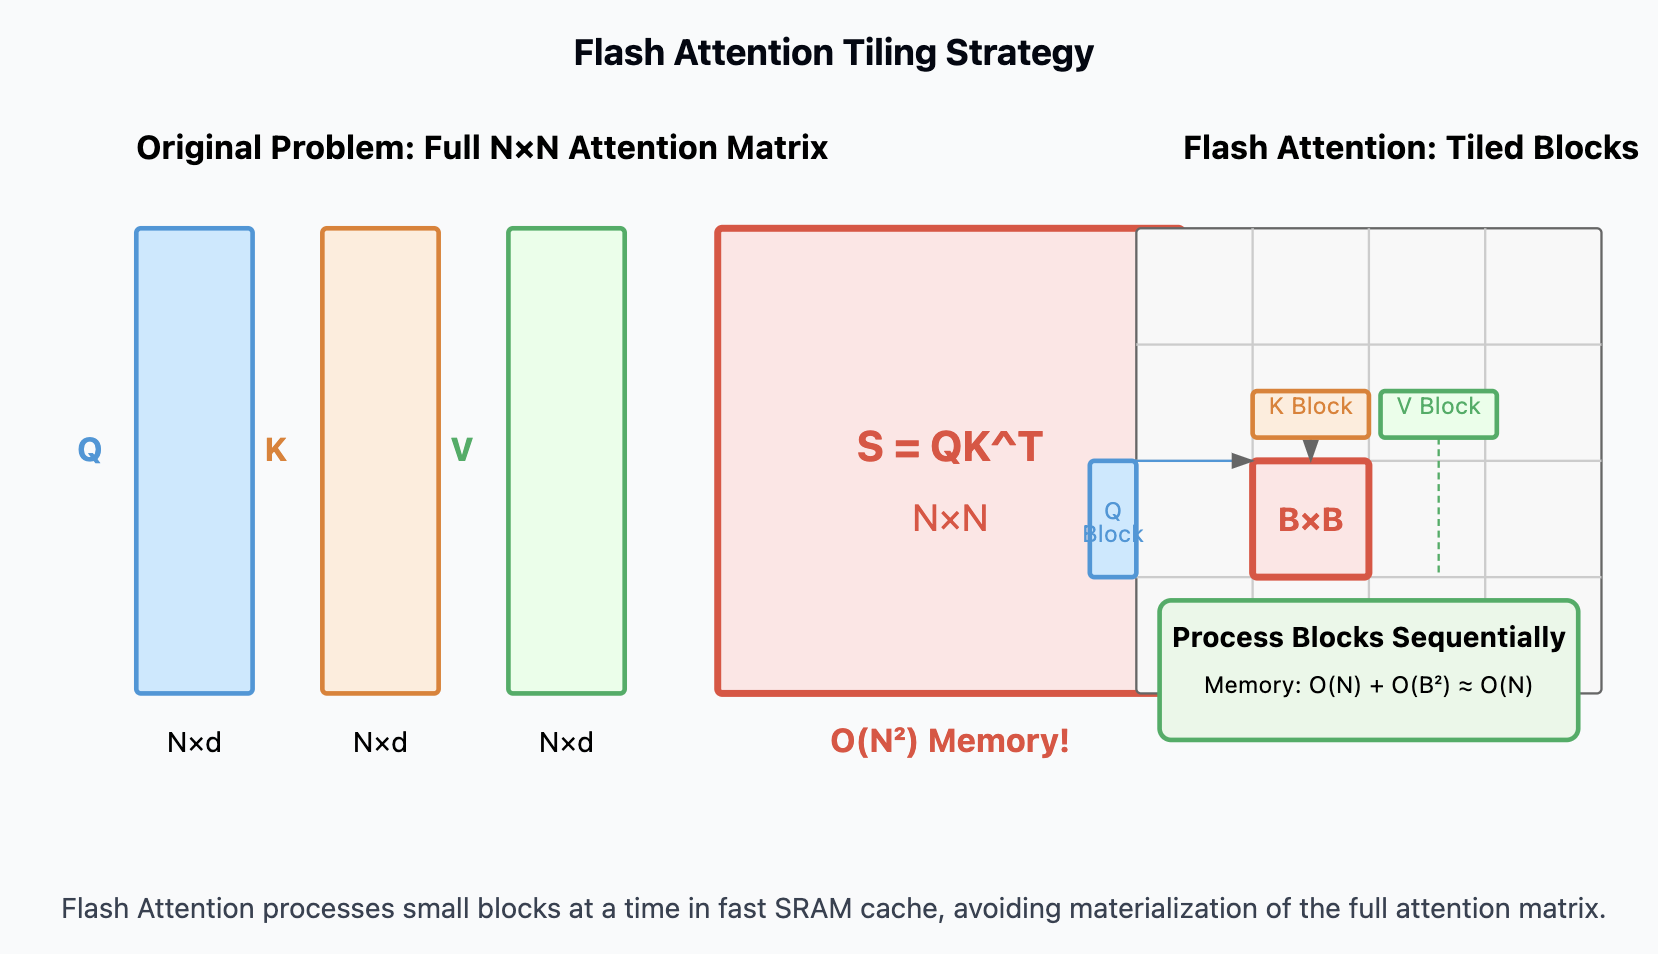 Flash Attention Tiling Strategy
Original Problem: Full N×N Attention Matrix
Flash Attention: Tiled Blocks
Q
K
V
S = QK^T
N×N
K Block
V Block
Q
Block
B×B
Process Blocks Sequentially
Memory: O(N) + O(B²) ≈ O(N)
N×d
N×d
N×d
O(N²) Memory!
Flash Attention processes small blocks at a time in fast SRAM cache, avoiding materialization of the full attention matrix.